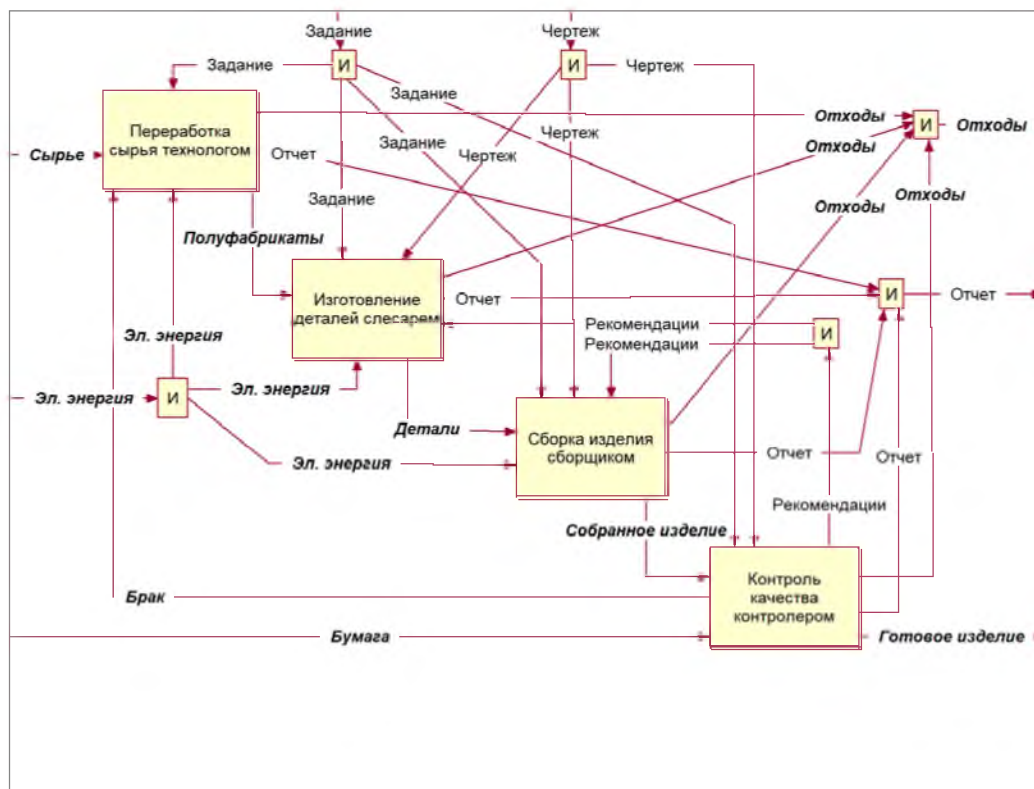 Задание
Чертеж
Задание
И
И
Чертеж
Задание
Отходы
Отходы
И
Переработка
сырья технологом
Задание
Чертеж
Сырье
Отчет
Чертеж
Отходы
Задание
Отходы
Отходы
Полуфабрикаты
Изготовление
деталей слесарем
Отчет
И
Отчет
Рекомендации
И
Эл. энергия
Рекомендации
Эл. энергия
И
Эл. энергия
Детали
Сборка изделия
сборщиком
Отчет
Отчет
Эл. энергия
Рекомендации
Собранное изделие
Контроль
качества
контролером
Брак
Бумага
Готовое изделие